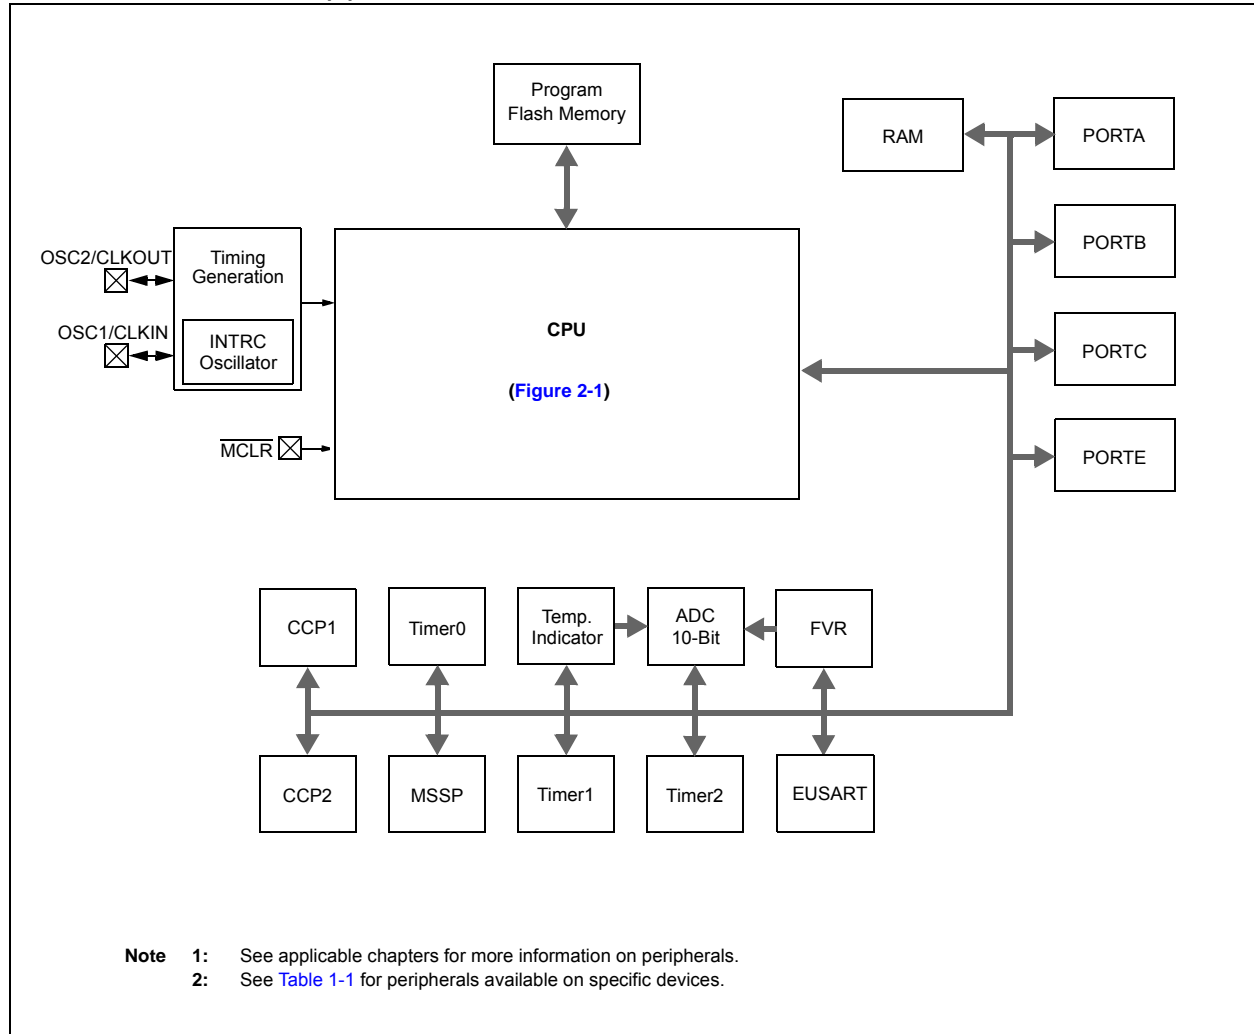 Program
Flash Memory
RAM
PORTA
PORTB
PORTC
PORTE
OSC2/CLKOUT
OSC1/CLKIN
Timing
Generation
INTRC
Oscillator
MCLR
CPU
(Figure 2-1)
CCP1
Timer0
Temp.
Indicator
ADC
10-Bit
FVR
CCP2
MSSP
Timer1
Timer2
EUSART
Note 1: See applicable chapters for more information on peripherals.
2: See Table 1-1 for peripherals available on specific devices.